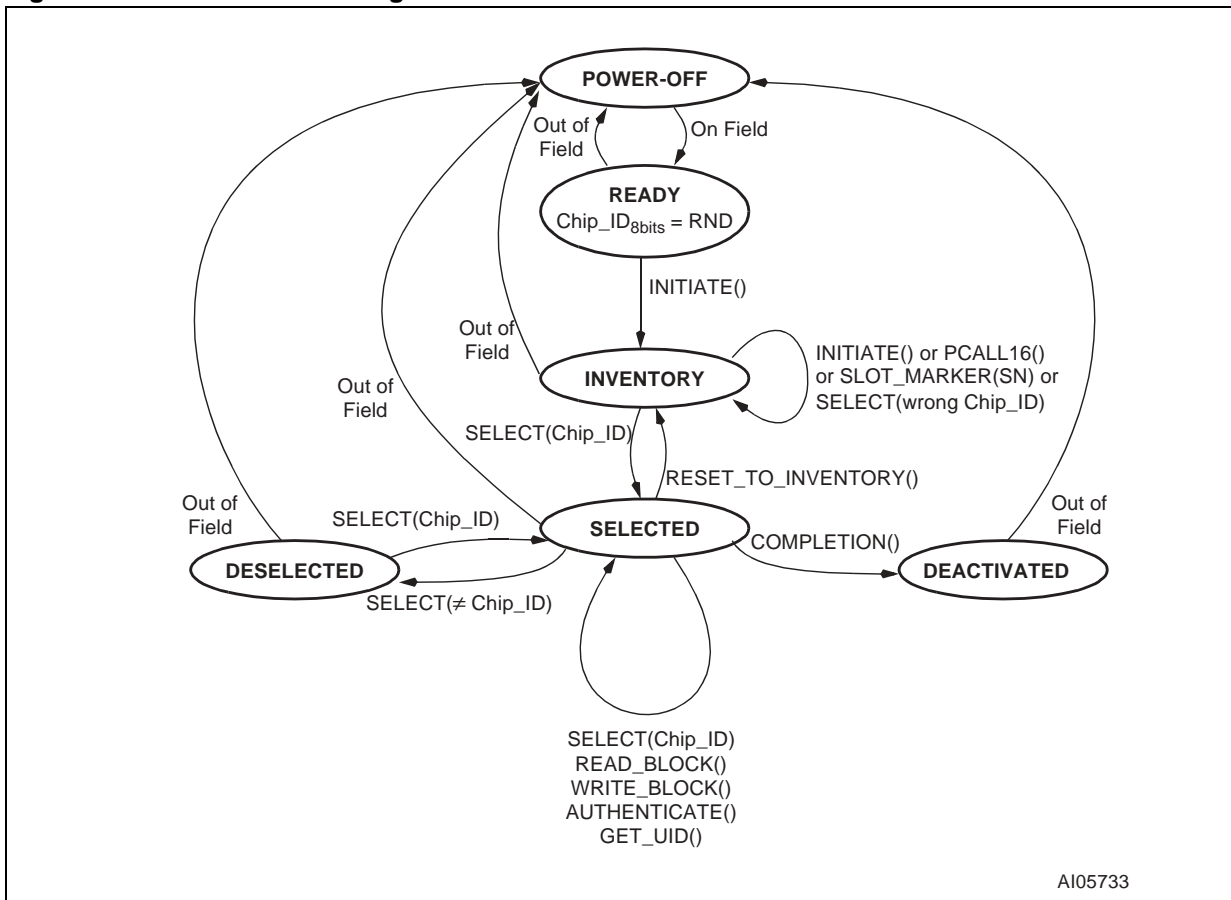 POWER-OFF
Out of
Field
On Field
READY
Chip_ID8bits = RND
INITIATE()
Out of
Field
INVENTORY
INITIATE() or PCALL16()
or SLOT_MARKER(SN) or
SELECT(wrong Chip_ID)
Out of
Field
SELECT(Chip_ID)
RESET_TO_INVENTORY()
Out of
Field
SELECT(Chip_ID)
SELECTED
COMPLETION()
Out of
Field
DESELECTED
DEACTIVATED
SELECT(≠ Chip_ID)
SELECT(Chip_ID)
READ_BLOCK()
WRITE_BLOCK()
AUTHENTICATE()
GET_UID()
AI05733